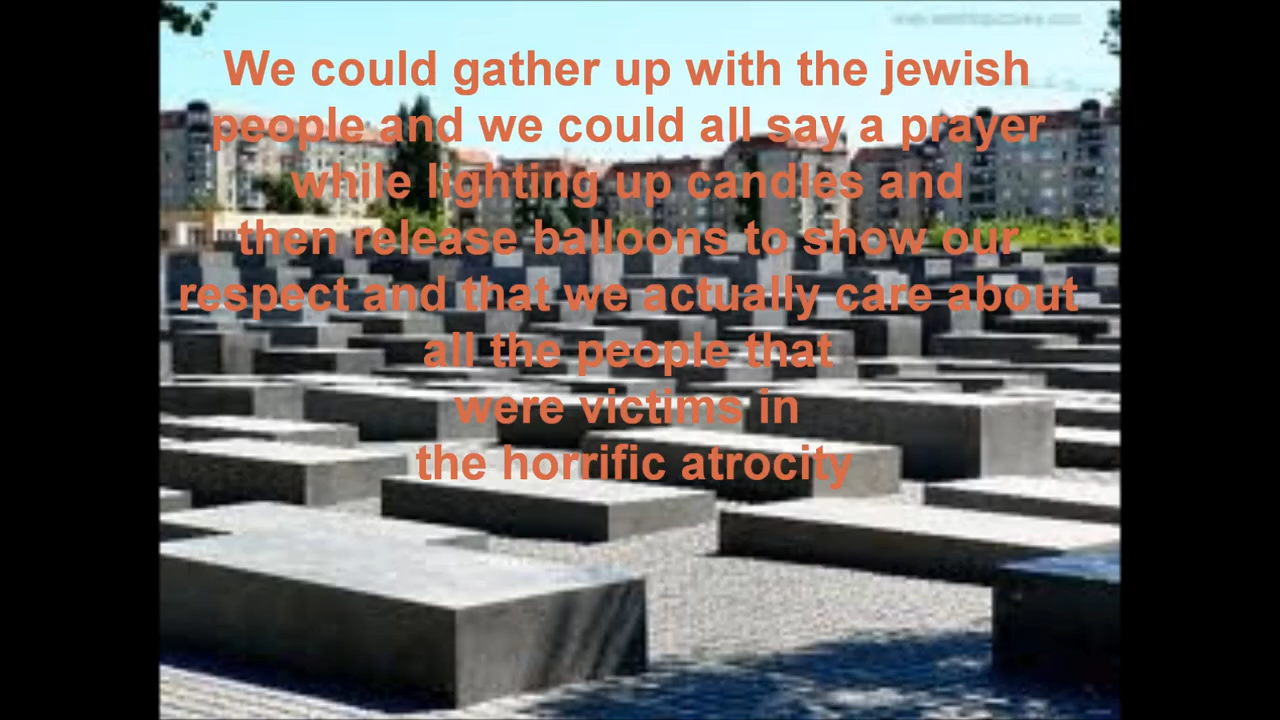 We could gather up with the jewish
people and we could all say a prayer
while lighting up candles and
then release balloons to show our
respect and that we actually care about
all the people that
were victims in
the horrific atrocity